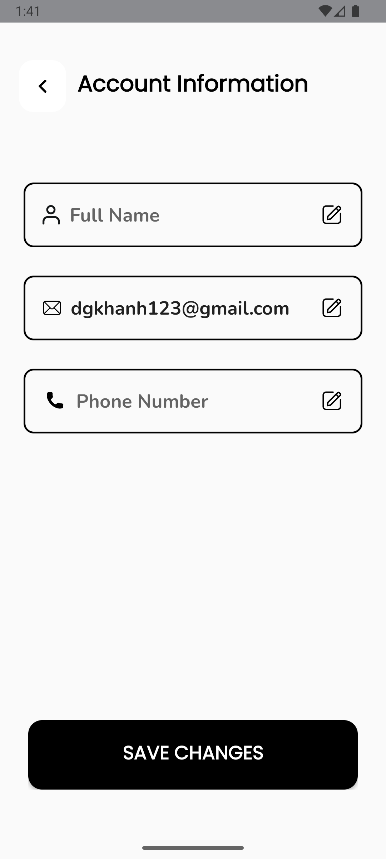 1:41
Account Information
Full Name
dgkhanh123@gmail.com
Phone Number
SAVE CHANGES